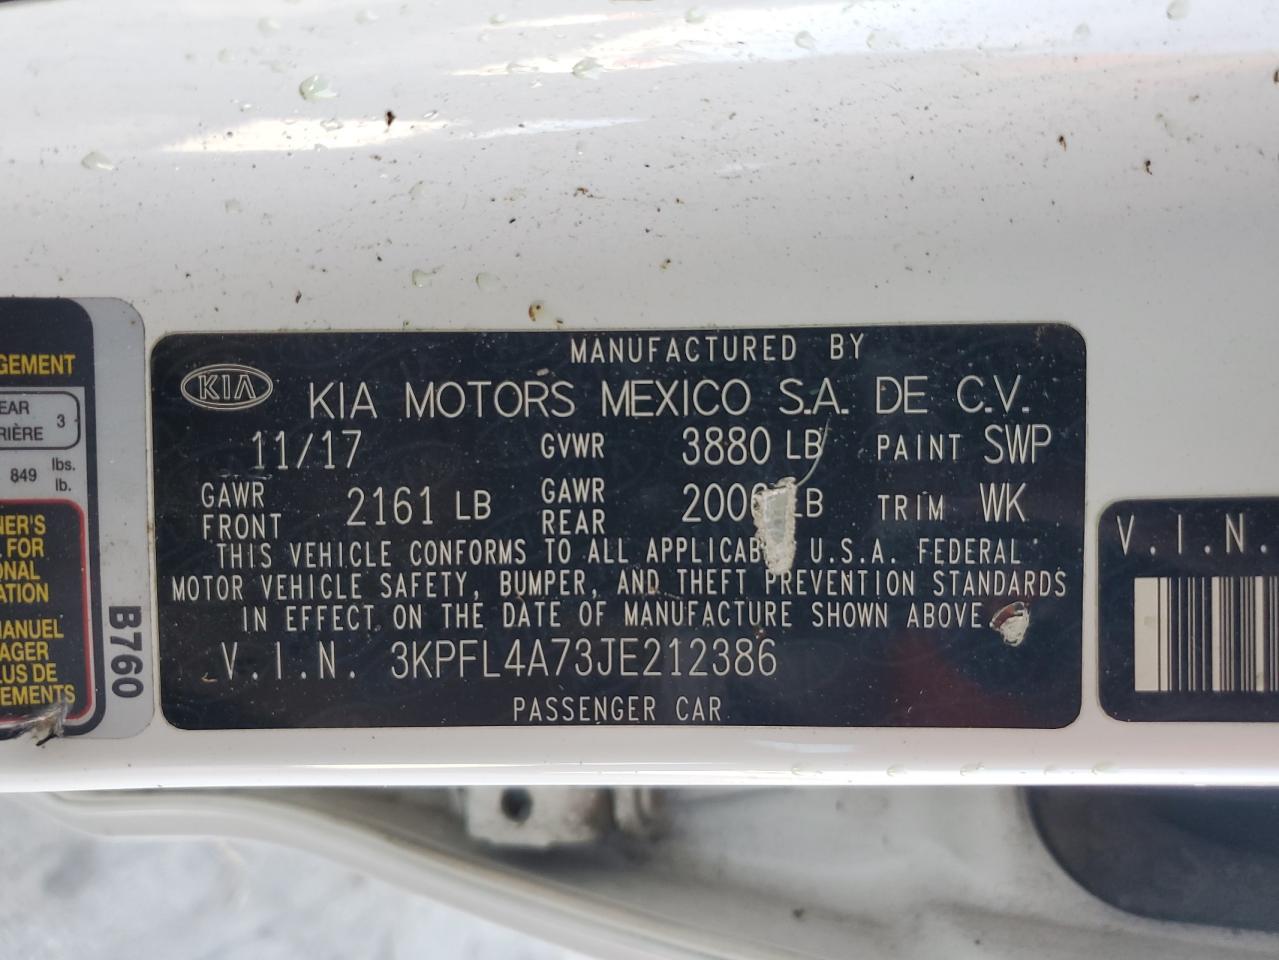 GEMENT
EAR
RIÈRE 3
849 lbs.
lb.
NER'S
FOR
ONAL
ATION
MANUEL
AGER
LUS DE
EMENTS
B760
MANUFACTURED BY
KIA
KIA MOTORS MEXICO S.A. DE C.V.
11/17 GVWR 3880 LB PAINT SWP
GAWR FRONT 2161 LB GAWR REAR LB TRIM WK
THIS VEHICLE CONFORMS TO ALL APPLICAB U.S.A. FEDERAL
MOTOR VEHICLE SAFETY, BUMPER, AND THEFT PREVENTION STANDARDS
IN EFFECT ON THE DATE OF MANUFACTURE SHOWN ABOVE.
V.I.N. 3KPFL4A73JE212386
PASSENGER CAR
V.I.N.